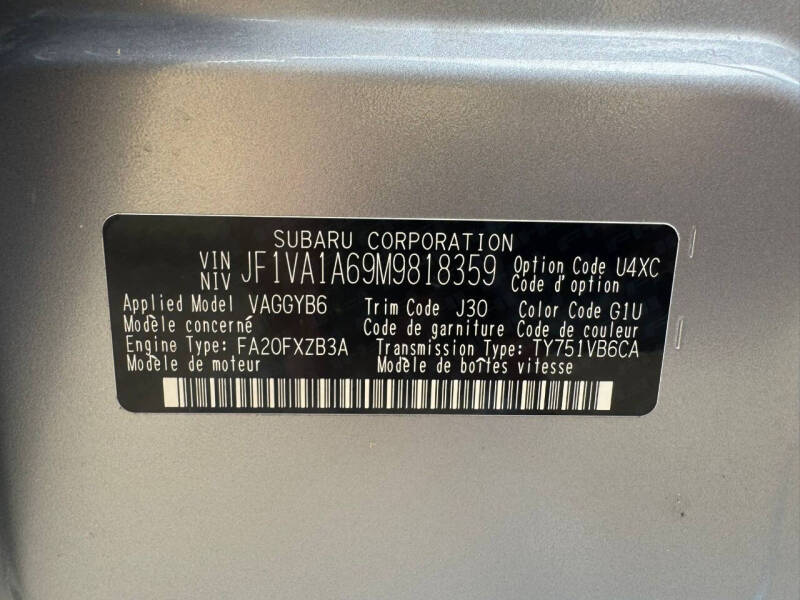 SUBARU CORPORATION
VIN NIV JF1VA1A69M9818359 Option Code U4XC
Code d'option
Applied Model VAGGYB6 Trim Code J30 Color Code G1U
Modèle concerné Code de garniture Code de couleur
Engine Type: FA20FXZB3A Transmission Type: TY751VB6CA
Modèle de moteur Modèle de boîtes vitesse